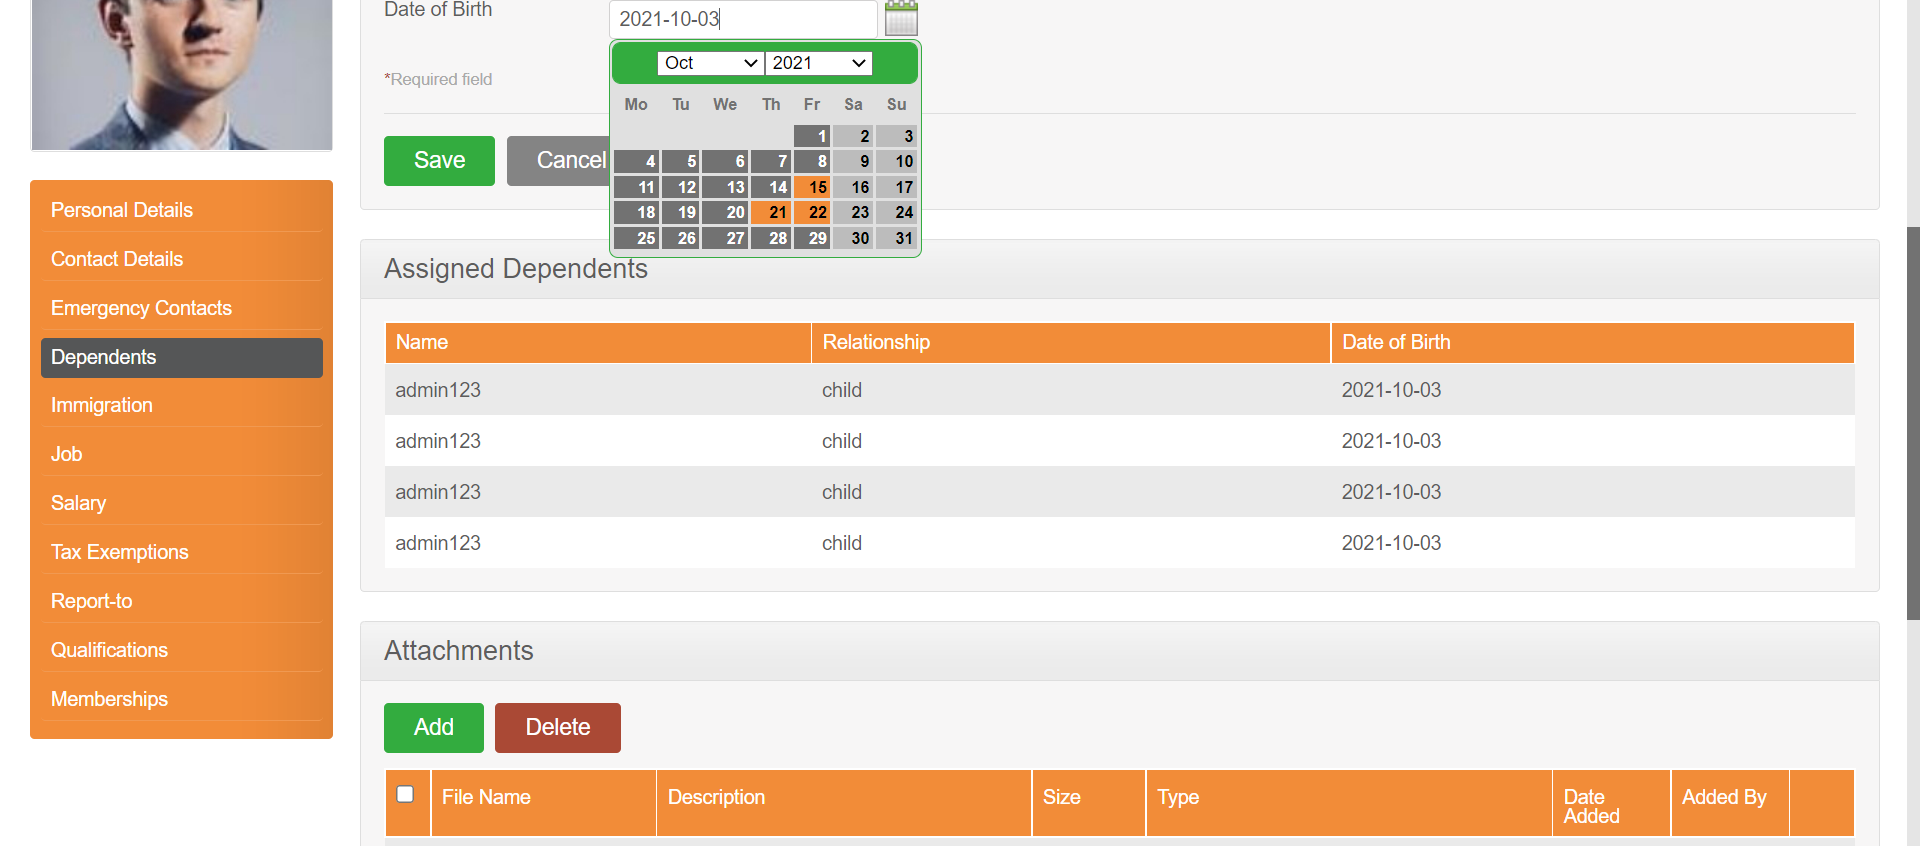 Date of Birth
2021-10-03
Oct 2021
*Required field
Mo Tu We Th Fr Sa Su
1 2 3
4 5 6 7 8 9 10
11 12 13 14 15 16 17
18 19 20 21 22 23 24
25 26 27 28 29 30 31
Save Cancel
Personal Details
Contact Details
Emergency Contacts
Dependents
Immigration
Job
Salary
Tax Exemptions
Report-to
Qualifications
Memberships
Assigned Dependents
Name Relationship Date of Birth
admin123 child 2021-10-03
admin123 child 2021-10-03
admin123 child 2021-10-03
admin123 child 2021-10-03
Attachments
Add Delete
File Name Description Size Type Date Added Added By